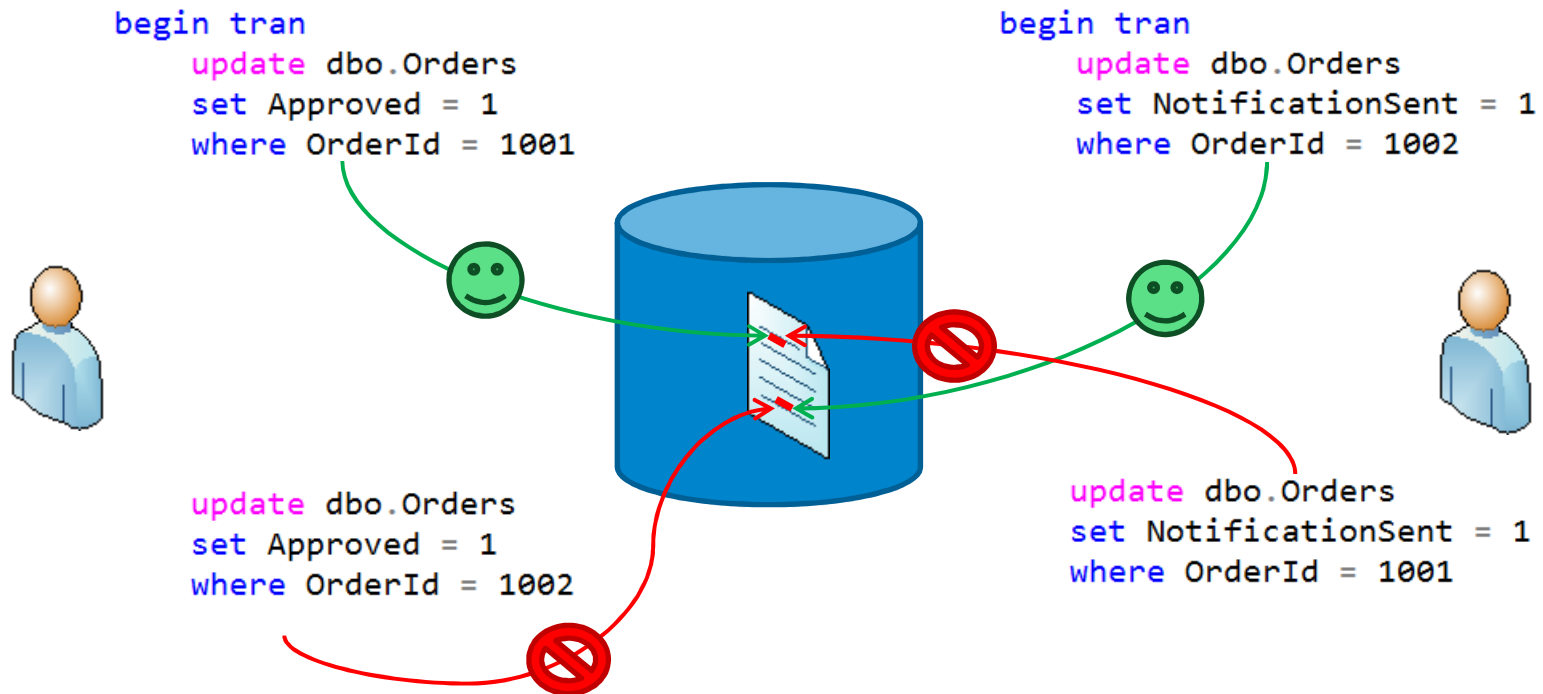 begin tran
update dbo.Orders
set Approved = 1
where OrderId = 1001
begin tran
update dbo.Orders
set NotificationSent = 1
where OrderId = 1002
update dbo.Orders
set Approved = 1
where OrderId = 1002
update dbo.Orders
set NotificationSent = 1
where OrderId = 1001